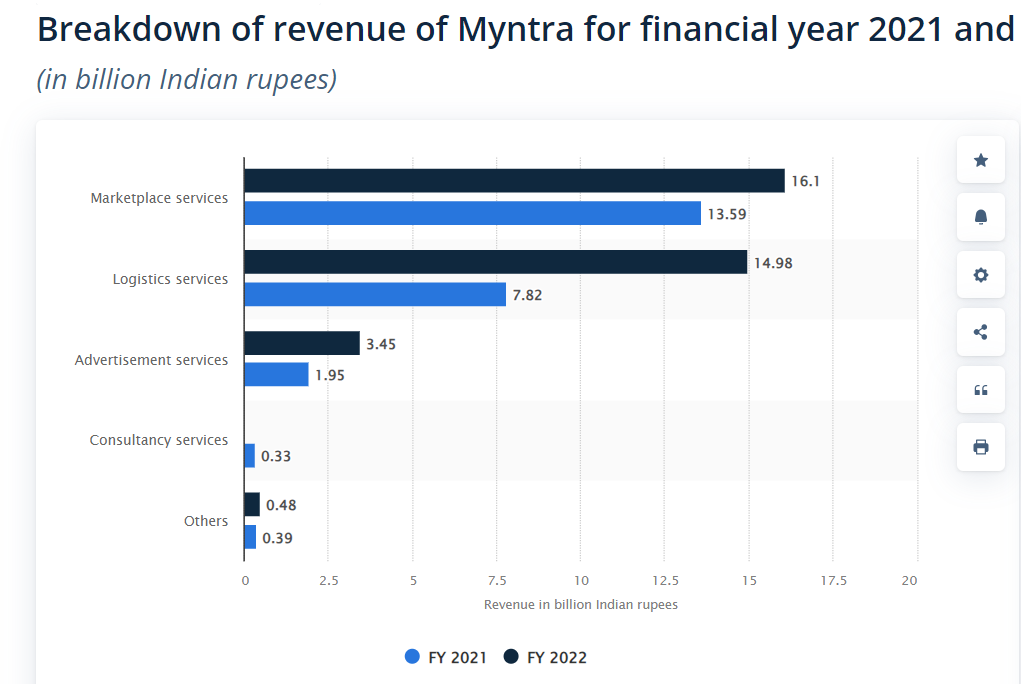 Breakdown of revenue of Myntra for financial year 2021 and
(in billion Indian rupees)
Marketplace services
16.1
13.59
Logistics services
14.98
7.82
Advertisement services
3.45
1.95
Consultancy services
0.33
Others
0.48
0.39
0 2.5 5 7.5 10 12.5 15 17.5 20
Revenue in billion Indian rupees
FY 2021 FY 2022